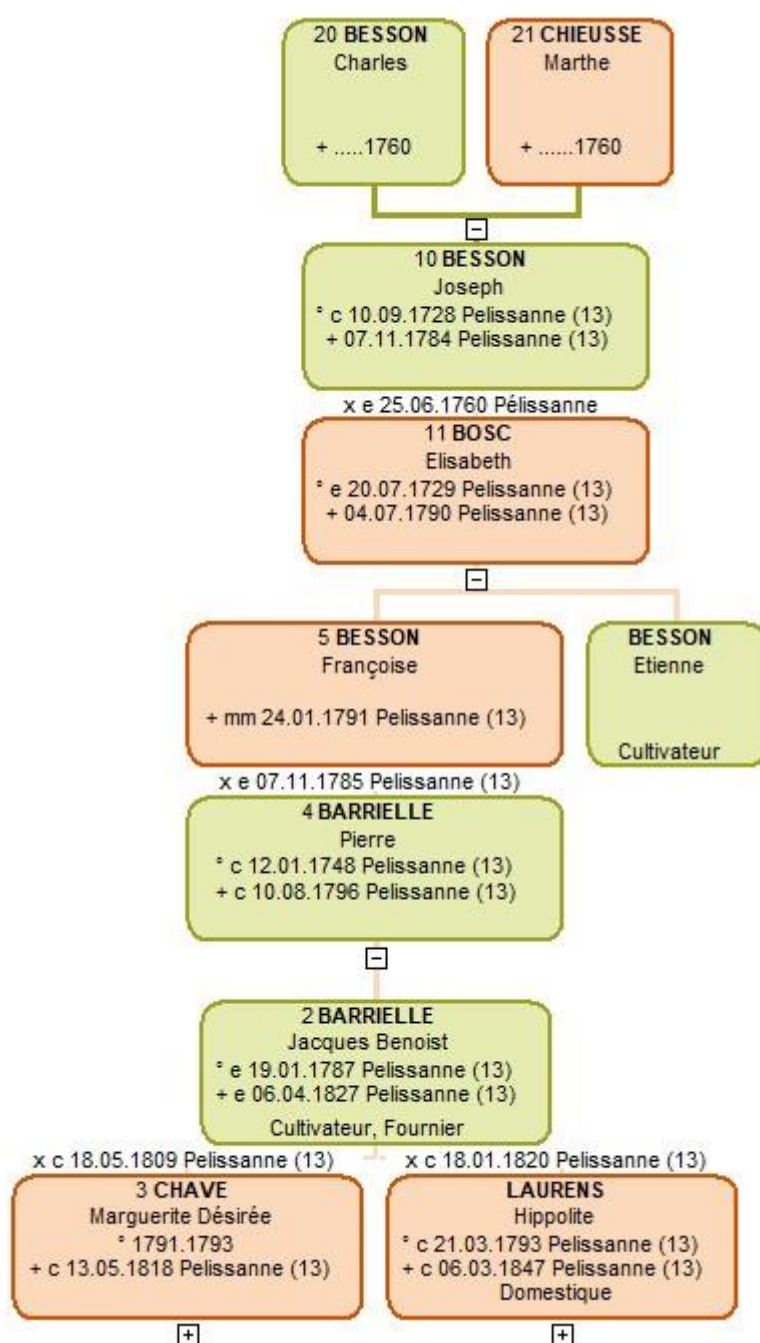 20 BESSON
Charles
+ .....1760
21 CHIEUSSE
Marthe
+ ......1760
10 BESSON
Joseph
° c 10.09.1728 Pelissanne (13)
+ 07.11.1784 Pelissanne (13)
x e 25.06.1760 Pélissanne
11 BOSC
Elisabeth
° e 20.07.1729 Pelissanne (13)
+ 04.07.1790 Pelissanne (13)
5 BESSON
Françoise
+ mm 24.01.1791 Pelissanne (13)
BESSON
Etienne
Cultivateur
x e 07.11.1785 Pelissanne (13)
4 BARRIELLE
Pierre
° c 12.01.1748 Pelissanne (13)
+ c 10.08.1796 Pelissanne (13)
2 BARRIELLE
Jacques Benoist
° e 19.01.1787 Pelissanne (13)
+ e 06.04.1827 Pelissanne (13)
Cultivateur, Fournier
x c 18.05.1809 Pelissanne (13)
3 CHAVE
Marguerite Désirée
° 1791.1793
+ c 13.05.1818 Pelissanne (13)
x c 18.01.1820 Pelissanne (13)
LAURENS
Hippolite
° c 21.03.1793 Pelissanne (13)
+ c 06.03.1847 Pelissanne (13)
Domestique